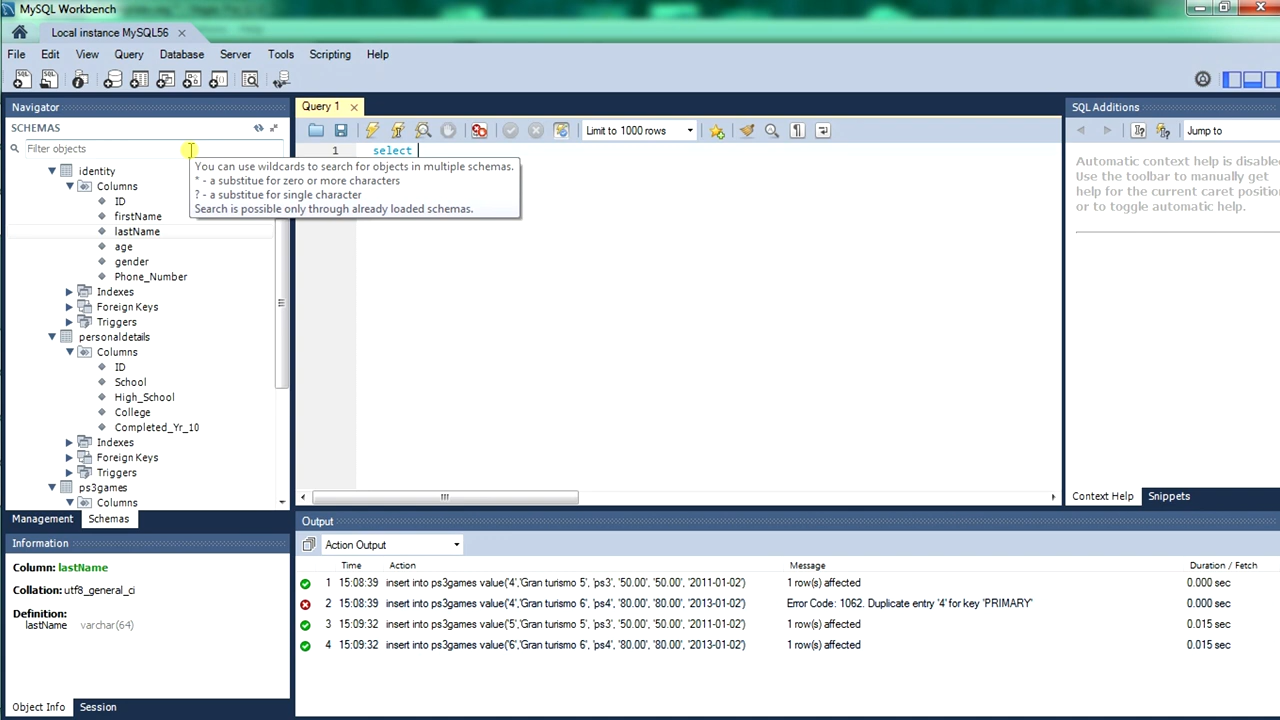 MySQL Workbench
Local instance MySQL56
File Edit View Query Database Server Tools Scripting Help
Navigator
SCHEMAS
Filter objects
identity
Columns
ID
firstName
lastName
age
gender
Phone_Number
Indexes
Foreign Keys
Triggers
personaldetails
Columns
ID
School
High_School
College
Completed_Yr_10
Indexes
Foreign Keys
Triggers
ps3games
Columns
Management Schemas
Information
Column: lastName
Collation: utf8_general_ci
Definition:
lastName varchar(64)
Object Info Session
Query 1
Limit to 1000 rows
1 select
You can use wildcards to search for objects in multiple schemas.
* - a substitue for zero or more characters
? - a substitue for single character
Search is possible only through already loaded schemas.
SQL Additions
Jump to
Automatic context help is disable
Use the toolbar to manually get
help for the current caret position
or to toggle automatic help.
Context Help Snippets
Output
Action Output
Time Action Message Duration / Fetch
1 15:08:39 insert into ps3games value('4','Gran turismo 5', 'ps3', '50.00', '50.00', '2011-01-02') 1 row(s) affected 0.000 sec
2 15:08:39 insert into ps3games value('4','Gran turismo 6', 'ps4', '80.00', '80.00', '2013-01-02') Error Code: 1062. Duplicate entry '4' for key 'PRIMARY' 0.000 sec
3 15:09:32 insert into ps3games value('5','Gran turismo 5', 'ps3', '50.00', '50.00', '2011-01-02') 1 row(s) affected 0.015 sec
4 15:09:32 insert into ps3games value('6','Gran turismo 6', 'ps4', '80.00', '80.00', '2013-01-02') 1 row(s) affected 0.015 sec